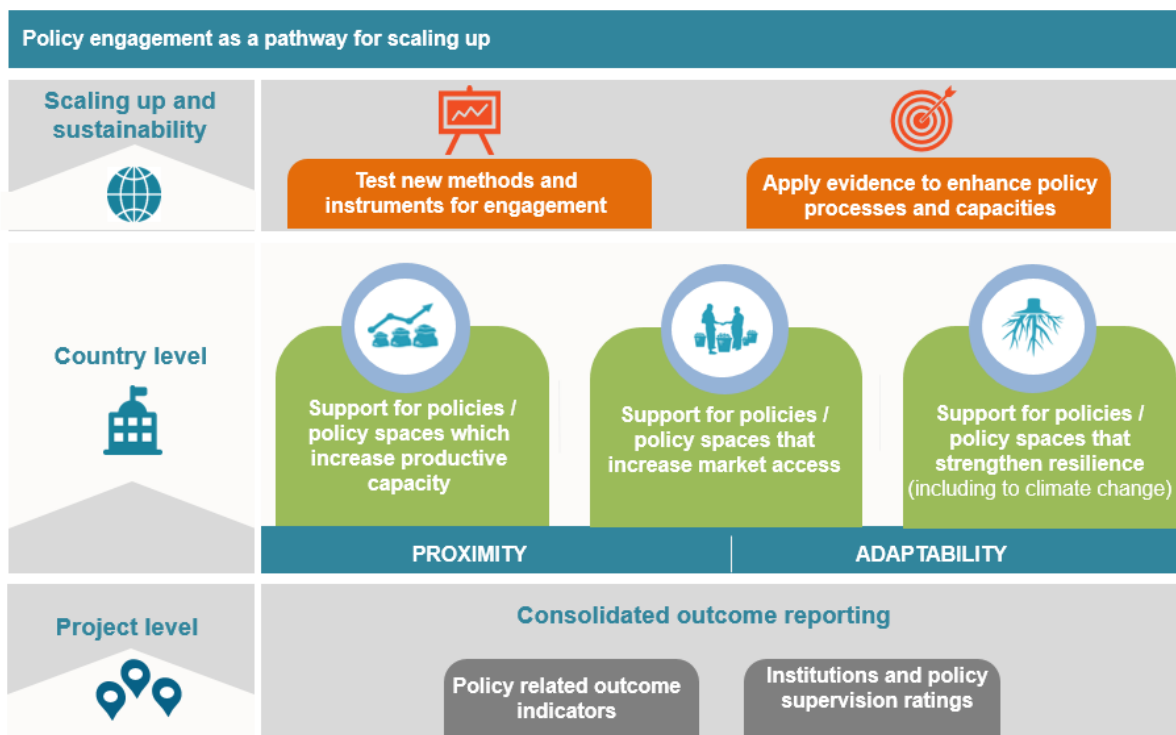 Policy engagement as a pathway for scaling up
Scaling up and
sustainability
Test new methods and
instruments for engagement
Apply evidence to enhance policy
processes and capacities
Country level
Support for policies /
policy spaces which
increase productive
capacity
Support for policies /
policy spaces that
increase market access
Support for policies /
policy spaces that
strengthen resilience
(including to climate change)
PROXIMITY
ADAPTABILITY
Project level
Consolidated outcome reporting
Policy related outcome
indicators
Institutions and policy
supervision ratings